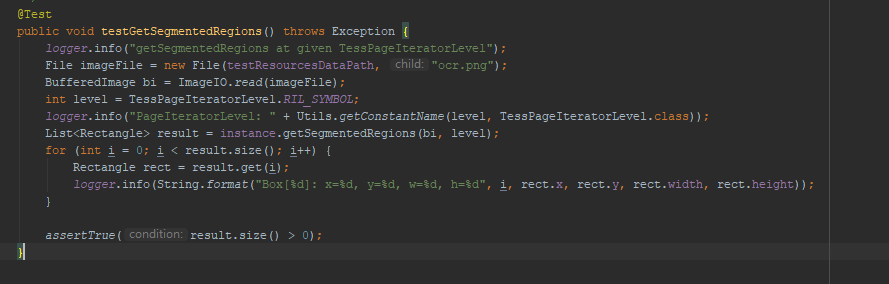 @Test
public void testGetSegmentedRegions() throws Exception {
logger.info("getSegmentedRegions at given TessPageIteratorLevel");
File imageFile = new File(testResourcesDataPath, child: "ocr.png");
BufferedImage bi = ImageIO.read(imageFile);
int level = TessPageIteratorLevel.RIL_SYMBOL;
logger.info("PageIteratorLevel: " + Utils.getConstantName(level, TessPageIteratorLevel.class));
List<Rectangle> result = instance.getSegmentedRegions(bi, level);
for (int i = 0; i < result.size(); i++) {
Rectangle rect = result.get(i);
logger.info(String.format("Box[%d]: x=%d, y=%d, w=%d, h=%d", i, rect.x, rect.y, rect.width, rect.height));
}
assertTrue( condition: result.size() > 0);
}